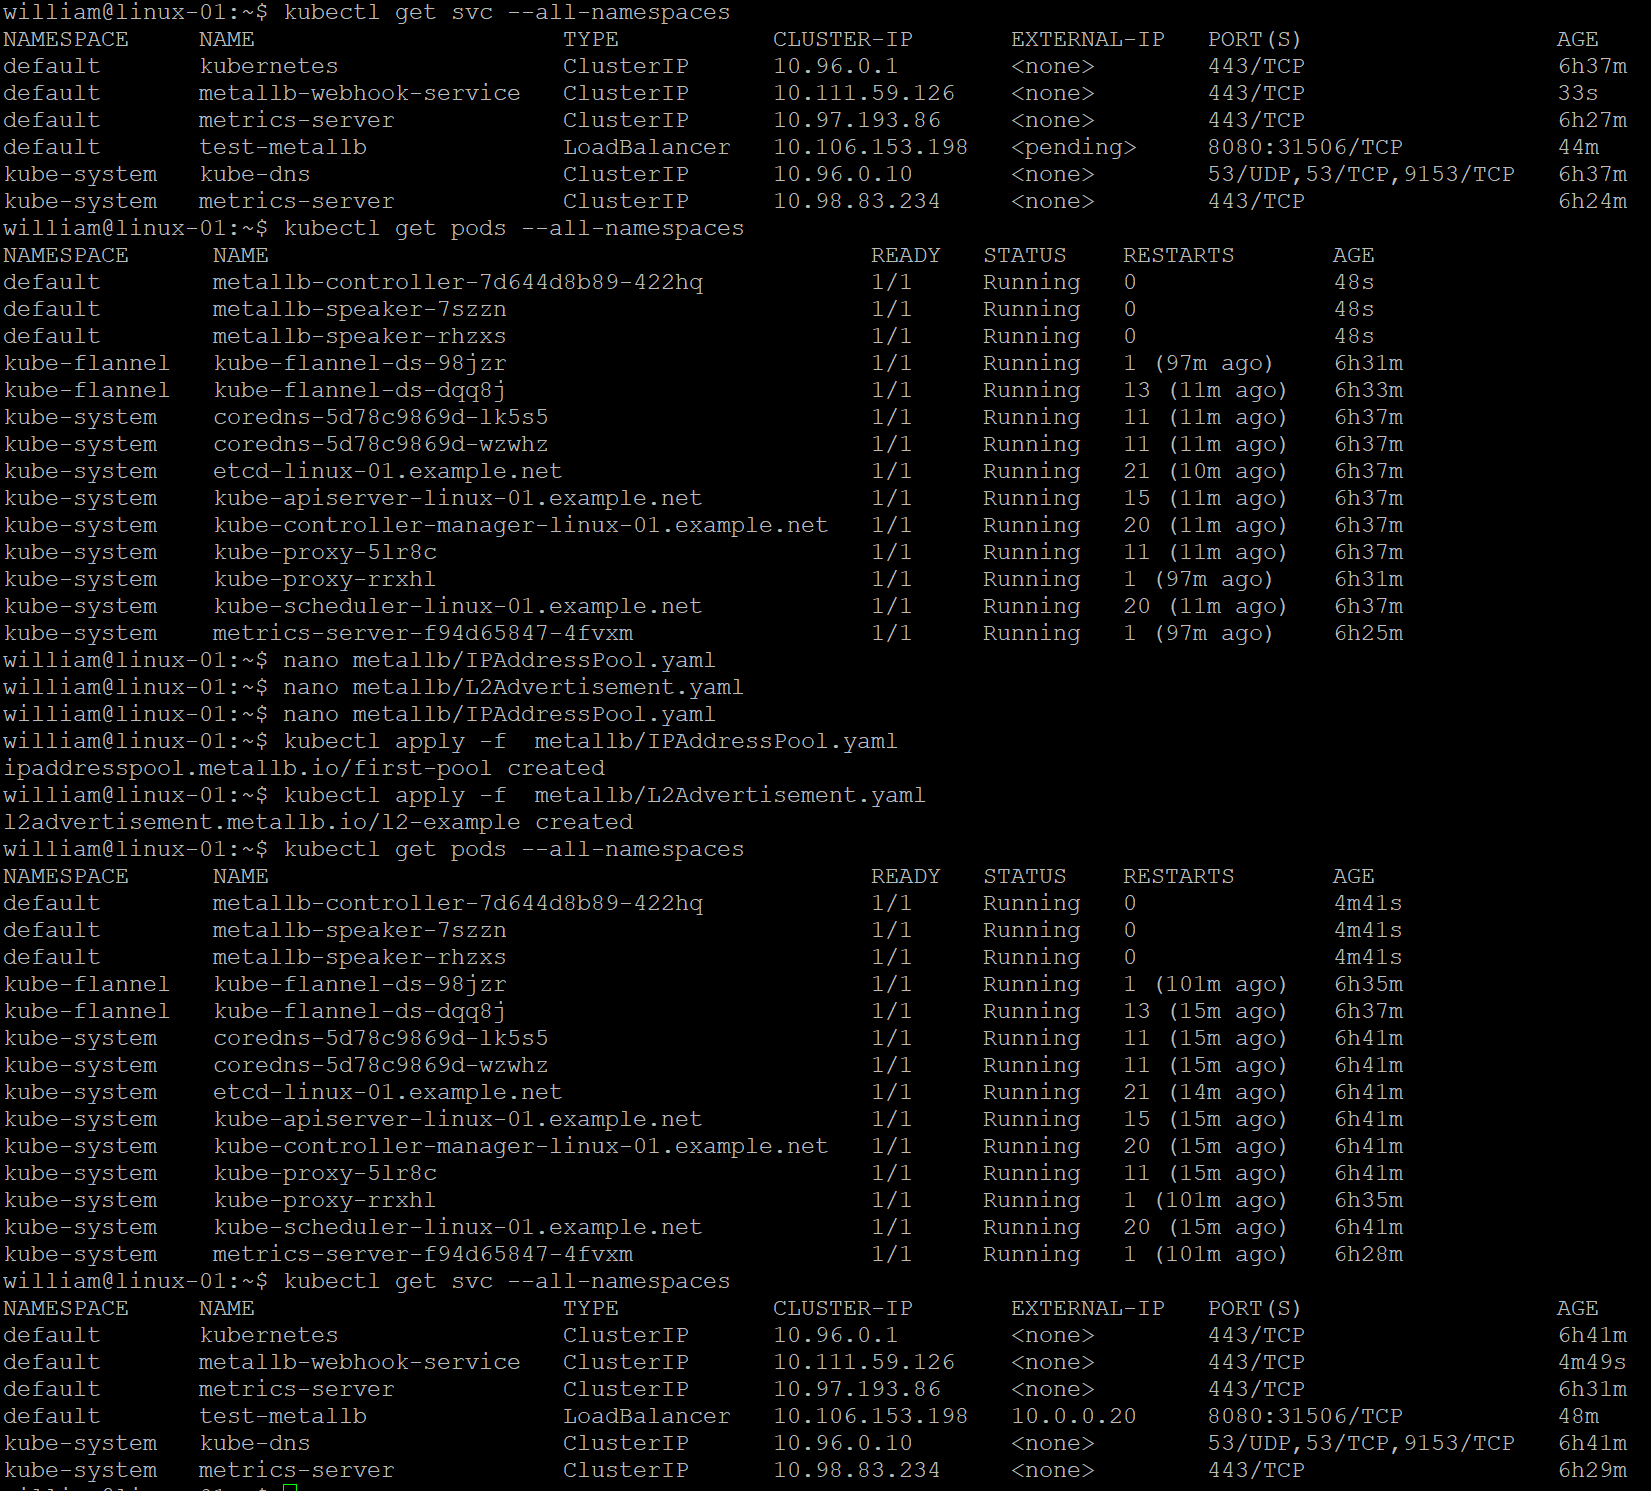 william@linux-01:~$ kubectl get svc --all-namespaces
NAMESPACE     NAME                      TYPE           CLUSTER-IP       EXTERNAL-IP   PORT(S)                  AGE
default       kubernetes                ClusterIP      10.96.0.1        <none>        443/TCP                  6h37m
default       metallb-webhook-service   ClusterIP      10.111.59.126    <none>        443/TCP                  33s
default       metrics-server            ClusterIP      10.97.193.86     <none>        443/TCP                  6h27m
default       test-metallb              LoadBalancer   10.106.153.198   <pending>     8080:31506/TCP           44m
kube-system   kube-dns                  ClusterIP      10.96.0.10       <none>        53/UDP,53/TCP,9153/TCP   6h37m
kube-system   metrics-server            ClusterIP      10.98.83.234     <none>        443/TCP                  6h24m
william@linux-01:~$ kubectl get pods --all-namespaces
NAMESPACE      NAME                                           READY   STATUS    RESTARTS       AGE
default        metallb-controller-7d644d8b89-422hq            1/1     Running   0              48s
default        metallb-speaker-7szzn                          1/1     Running   0              48s
default        metallb-speaker-rhzxs                          1/1     Running   0              48s
kube-flannel   kube-flannel-ds-98jzr                          1/1     Running   1 (97m ago)    6h31m
kube-flannel   kube-flannel-ds-dqq8j                          1/1     Running   13 (11m ago)   6h33m
kube-system    coredns-5d78c9869d-lk5s5                       1/1     Running   11 (11m ago)   6h37m
kube-system    coredns-5d78c9869d-wzwhz                       1/1     Running   11 (11m ago)   6h37m
kube-system    etcd-linux-01.example.net                      1/1     Running   21 (10m ago)   6h37m
kube-system    kube-apiserver-linux-01.example.net            1/1     Running   15 (11m ago)   6h37m
kube-system    kube-controller-manager-linux-01.example.net   1/1     Running   20 (11m ago)   6h37m
kube-system    kube-proxy-5lr8c                               1/1     Running   11 (11m ago)   6h37m
kube-system    kube-proxy-rrxhl                               1/1     Running   1 (97m ago)    6h31m
kube-system    kube-scheduler-linux-01.example.net            1/1     Running   20 (11m ago)   6h37m
kube-system    metrics-server-f94d65847-4fvxm                 1/1     Running   1 (97m ago)    6h25m
william@linux-01:~$ nano metallb/IPAddressPool.yaml
william@linux-01:~$ nano metallb/L2Advertisement.yaml
william@linux-01:~$ nano metallb/IPAddressPool.yaml
william@linux-01:~$ kubectl apply -f  metallb/IPAddressPool.yaml
ipaddresspool.metallb.io/first-pool created
william@linux-01:~$ kubectl apply -f  metallb/L2Advertisement.yaml
l2advertisement.metallb.io/l2-example created
william@linux-01:~$ kubectl get pods --all-namespaces
NAMESPACE      NAME                                           READY   STATUS    RESTARTS       AGE
default        metallb-controller-7d644d8b89-422hq            1/1     Running   0              4m41s
default        metallb-speaker-7szzn                          1/1     Running   0              4m41s
default        metallb-speaker-rhzxs                          1/1     Running   0              4m41s
kube-flannel   kube-flannel-ds-98jzr                          1/1     Running   1 (101m ago)   6h35m
kube-flannel   kube-flannel-ds-dqq8j                          1/1     Running   13 (15m ago)   6h37m
kube-system    coredns-5d78c9869d-lk5s5                       1/1     Running   11 (15m ago)   6h41m
kube-system    coredns-5d78c9869d-wzwhz                       1/1     Running   11 (15m ago)   6h41m
kube-system    etcd-linux-01.example.net                      1/1     Running   21 (14m ago)   6h41m
kube-system    kube-apiserver-linux-01.example.net            1/1     Running   15 (15m ago)   6h41m
kube-system    kube-controller-manager-linux-01.example.net   1/1     Running   20 (15m ago)   6h41m
kube-system    kube-proxy-5lr8c                               1/1     Running   11 (15m ago)   6h41m
kube-system    kube-proxy-rrxhl                               1/1     Running   1 (101m ago)   6h35m
kube-system    kube-scheduler-linux-01.example.net            1/1     Running   20 (15m ago)   6h41m
kube-system    metrics-server-f94d65847-4fvxm                 1/1     Running   1 (101m ago)   6h28m
william@linux-01:~$ kubectl get svc --all-namespaces
NAMESPACE     NAME                      TYPE           CLUSTER-IP       EXTERNAL-IP   PORT(S)                  AGE
default       kubernetes                ClusterIP      10.96.0.1        <none>        443/TCP                  6h41m
default       metallb-webhook-service   ClusterIP      10.111.59.126    <none>        443/TCP                  4m49s
default       metrics-server            ClusterIP      10.97.193.86     <none>        443/TCP                  6h31m
default       test-metallb              LoadBalancer   10.106.153.198   10.0.0.20     8080:31506/TCP           48m
kube-system   kube-dns                  ClusterIP      10.96.0.10       <none>        53/UDP,53/TCP,9153/TCP   6h41m
kube-system   metrics-server            ClusterIP      10.98.83.234     <none>        443/TCP                  6h29m